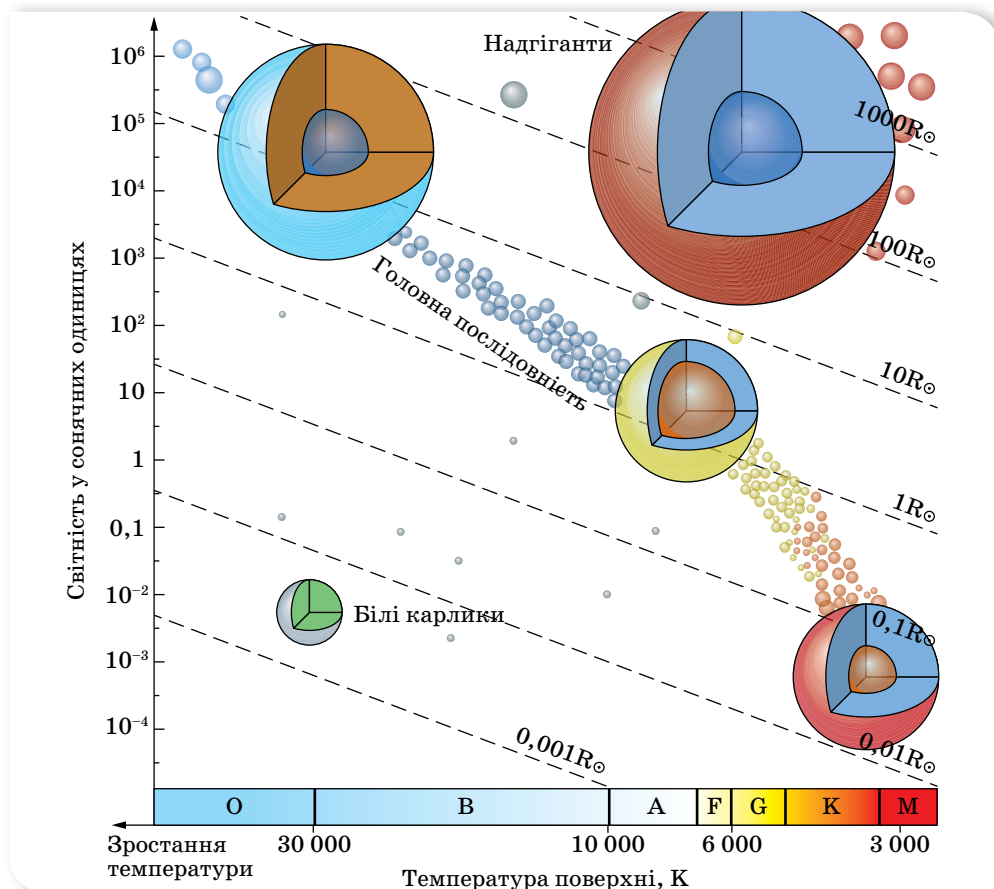 Надгіганти
10⁶
10⁵
10⁴
10³
10²
10
1
0,1
10⁻²
10⁻³
10⁻⁴
Світність у сонячних одиницях
1000R☉
100R☉
10R☉
1R☉
0,1R☉
0,01R☉
0,001R☉
Головна послідовність
Білі карлики
O B A F G K M
Зростання
температури
30 000 10 000 6 000 3 000
Температура поверхні, К